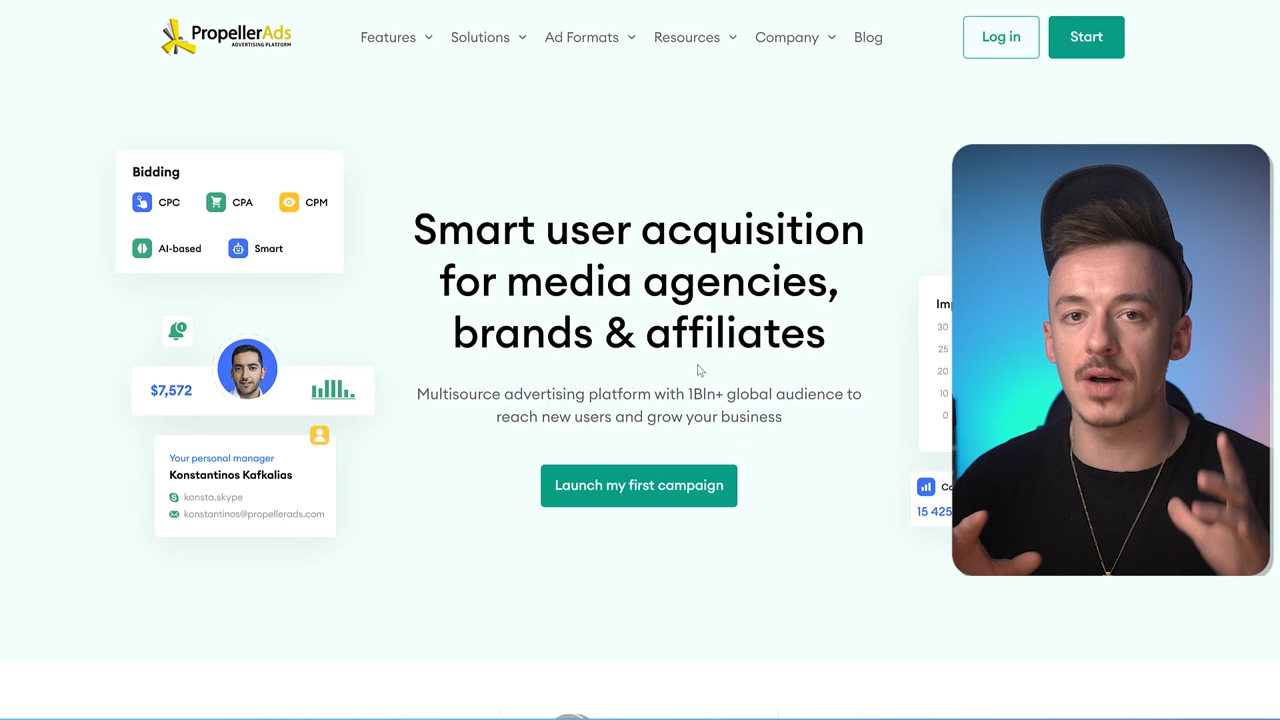 PropellerAds
ADVERTISING PLATFORM
Features
Solutions
Ad Formats
Resources
Company
Blog
Log in
Start
Bidding
CPC
CPA
CPM
AI-based
Smart
$7,572
Your personal manager
Konstantinos Kafkalias
konsta.skype
konstantinos@propellerads.com
Smart user acquisition
for media agencies,
brands & affiliates
Multisource advertising platform with 1Bln+ global audience to
reach new users and grow your business
Launch my first campaign
30
25
20
10
0
15 425